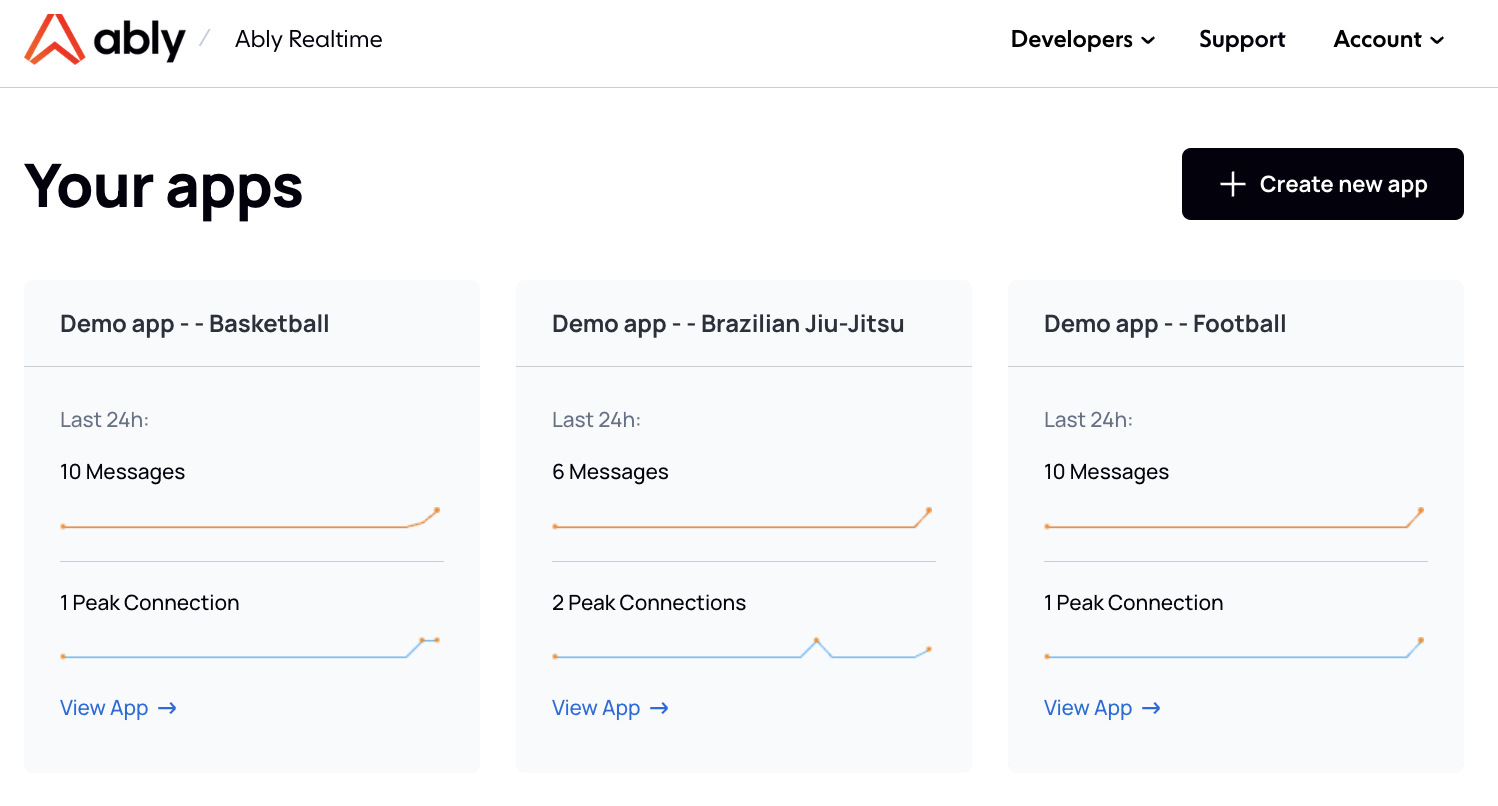 ably / Ably Realtime Developers Support Account
Your apps
+ Create new app
Demo app - - Basketball
Last 24h:
10 Messages
1 Peak Connection
View App →
Demo app - - Brazilian Jiu-Jitsu
Last 24h:
6 Messages
2 Peak Connections
View App →
Demo app - - Football
Last 24h:
10 Messages
1 Peak Connection
View App →